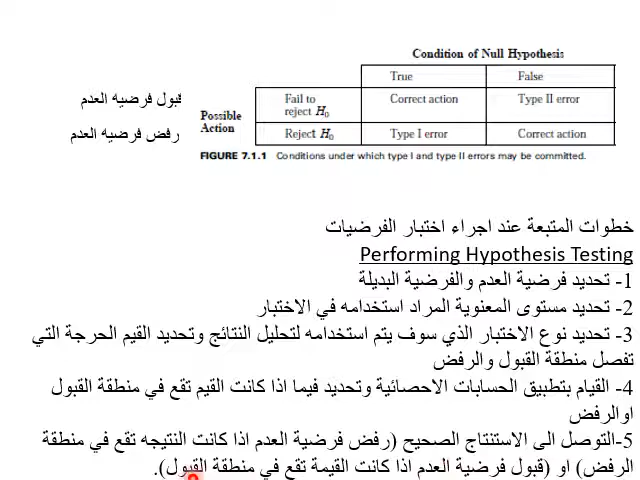 Condition of Null Hypothesis
True False
قبول فرضيه العدم Possible Action Fail to reject H0 Correct action Type II error
رفض فرضيه العدم Reject H0 Type I error Correct action
FIGURE 7.1.1 Conditions under which type I and type II errors may be committed.
خطوات المتبعة عند اجراء اختبار الفرضيات
Performing Hypothesis Testing
1- تحديد فرضية العدم والفرضية البديلة
2- تحديد مستوى المعنوية المراد استخدامه في الاختبار
3- تحديد نوع الاختبار الذي سوف يتم استخدامه لتحليل النتائج وتحديد القيم الحرجة التي
تفصل منطقة القبول والرفض
4- القيام بتطبيق الحسابات الاحصائية وتحديد فيما اذا كانت القيم تقع في منطقة القبول
اوالرفض
5-التوصل الى الاستنتاج الصحيح (رفض فرضية العدم اذا كانت النتيجه تقع في منطقة
الرفض) او (قبول فرضية العدم اذا كانت القيمة تقع في منطقة القبول).